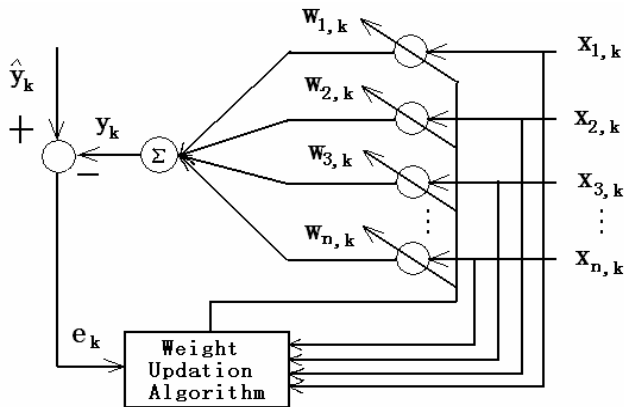 w1,k
x1,k
ŷk
w2,k
+
yk
x2,k
Σ
−
w3,k
x3,k
⋮
⋮
wn,k
xn,k
ek
Weight
Updation
Algorithm